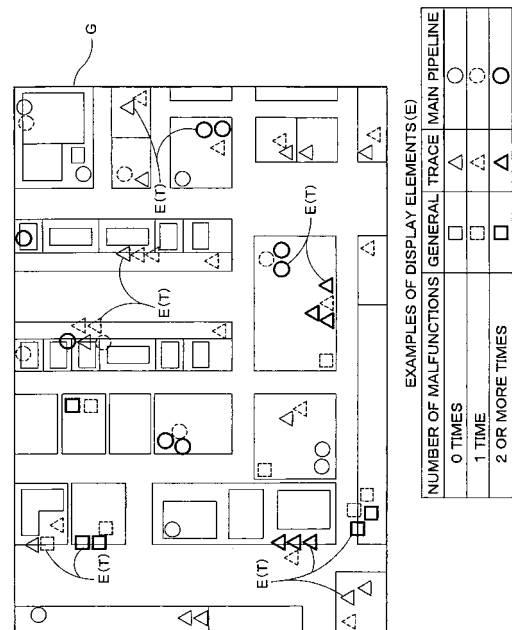 G
E(T)
E(T)
E(T)
E(T)
E(T)
E(T)
E(T)
EXAMPLES OF DISPLAY ELEMENTS(E)
NUMBER OF MALFUNCTIONS GENERAL TRACE MAIN PIPELINE
0 TIMES
1 TIME
2 OR MORE TIMES